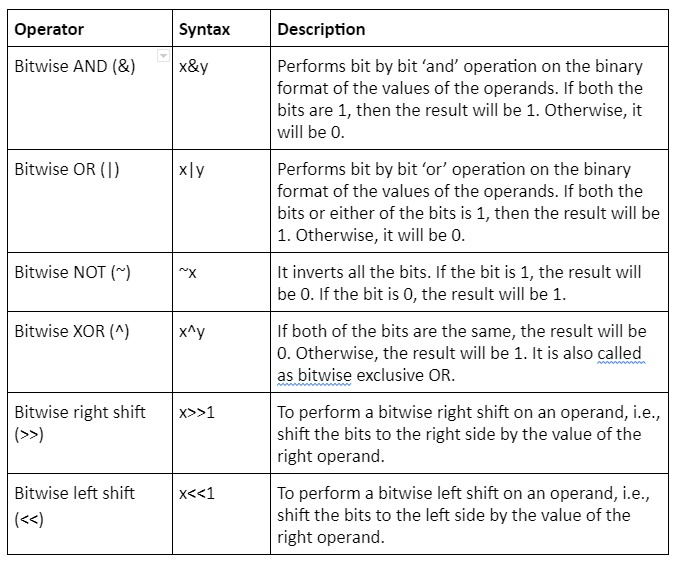 Operator Syntax Description
Bitwise AND (&) x&y Performs bit by bit ‘and’ operation on the binary
format of the values of the operands. If both the
bits are 1, then the result will be 1. Otherwise, it
will be 0.
Bitwise OR (|) x|y Performs bit by bit ‘or’ operation on the binary
format of the values of the operands. If both the
bits or either of the bits is 1, then the result will be
1. Otherwise, it will be 0.
Bitwise NOT (~) ~x It inverts all the bits. If the bit is 1, the result will
be 0. If the bit is 0, the result will be 1.
Bitwise XOR (^) x^y If both of the bits are the same, the result will be
0. Otherwise, the result will be 1. It is also called
as bitwise exclusive OR.
Bitwise right shift x>>1 To perform a bitwise right shift on an operand, i.e.,
(>>) shift the bits to the right side by the value of the
right operand.
Bitwise left shift x<<1 To perform a bitwise left shift on an operand, i.e.,
(<<) shift the bits to the left side by the value of the
right operand.